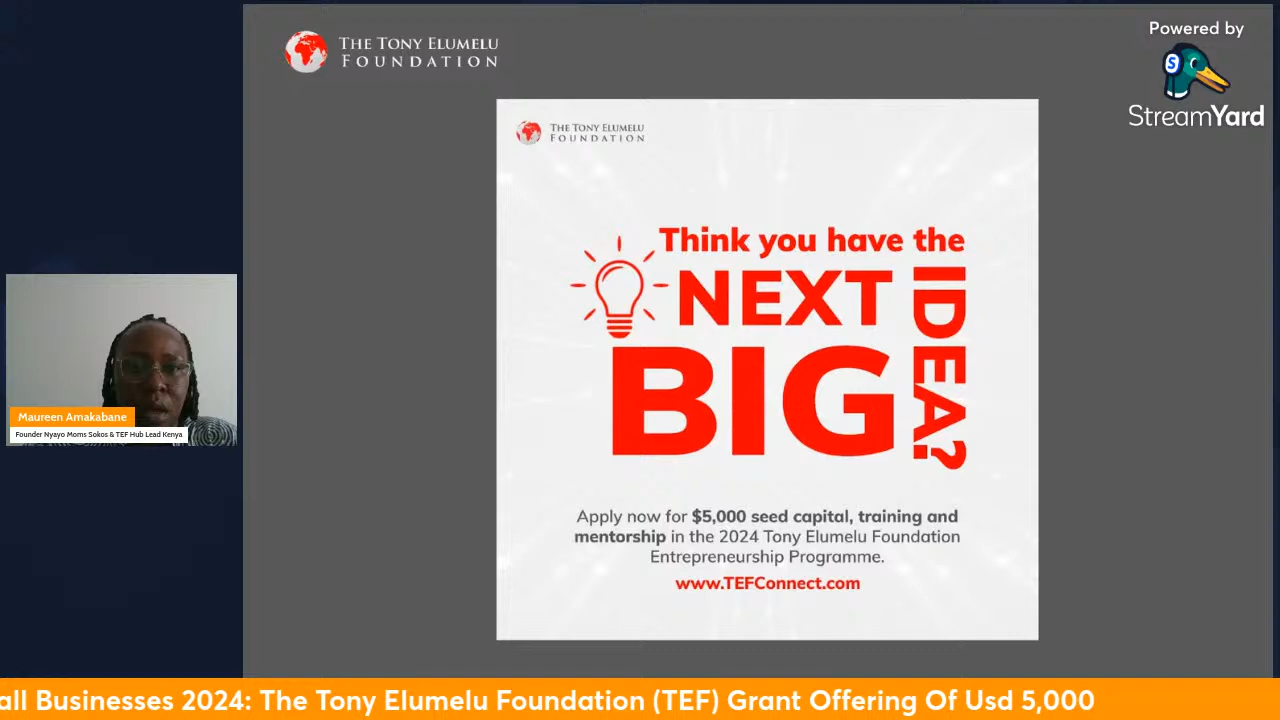 THE TONY ELUMELU
FOUNDATION
Powered by
S
StreamYard
THE TONY ELUMELU
FOUNDATION
Think you have the
NEXT
BIG
IDEA?
Apply now for $5,000 seed capital, training and
mentorship in the 2024 Tony Elumelu Foundation
Entrepreneurship Programme.
www.TEFConnect.com
Maureen Amakabane
Founder Nyayo Moms Sokos & TEF Hub Lead Kenya
all Businesses 2024: The Tony Elumelu Foundation (TEF) Grant Offering Of Usd 5,000